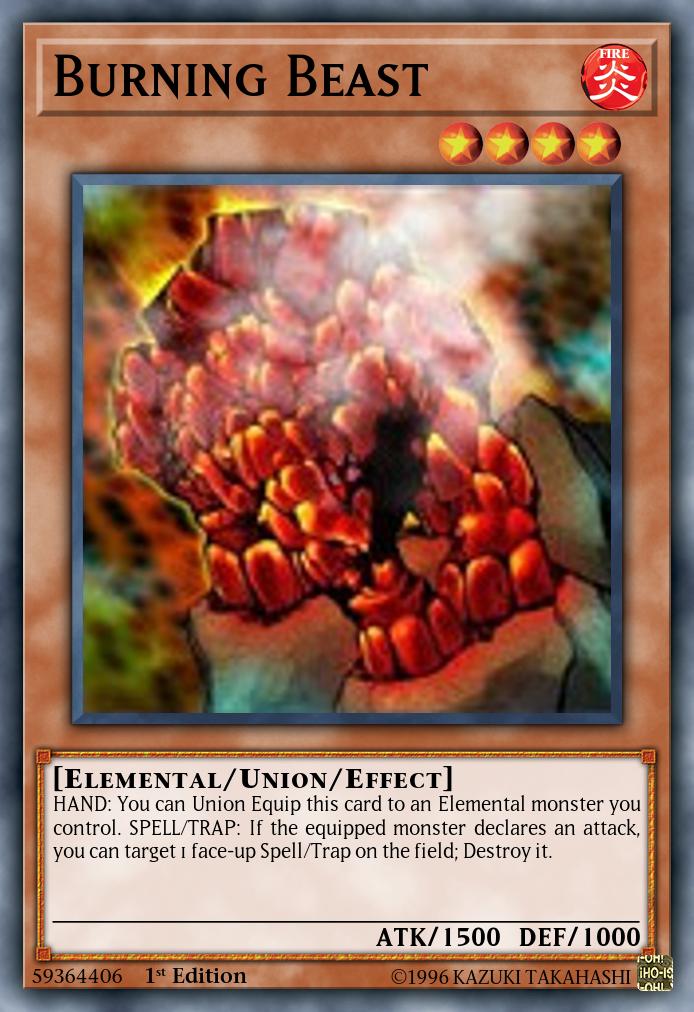 BURNING BEAST
FIRE
炎
[ELEMENTAL/UNION/EFFECT]
HAND: You can Union Equip this card to an Elemental monster you
control. SPELL/TRAP: If the equipped monster declares an attack,
you can target 1 face-up Spell/Trap on the field; Destroy it.
ATK/1500 DEF/1000
59364406 1st Edition ©1996 KAZUKI TAKAHASHI